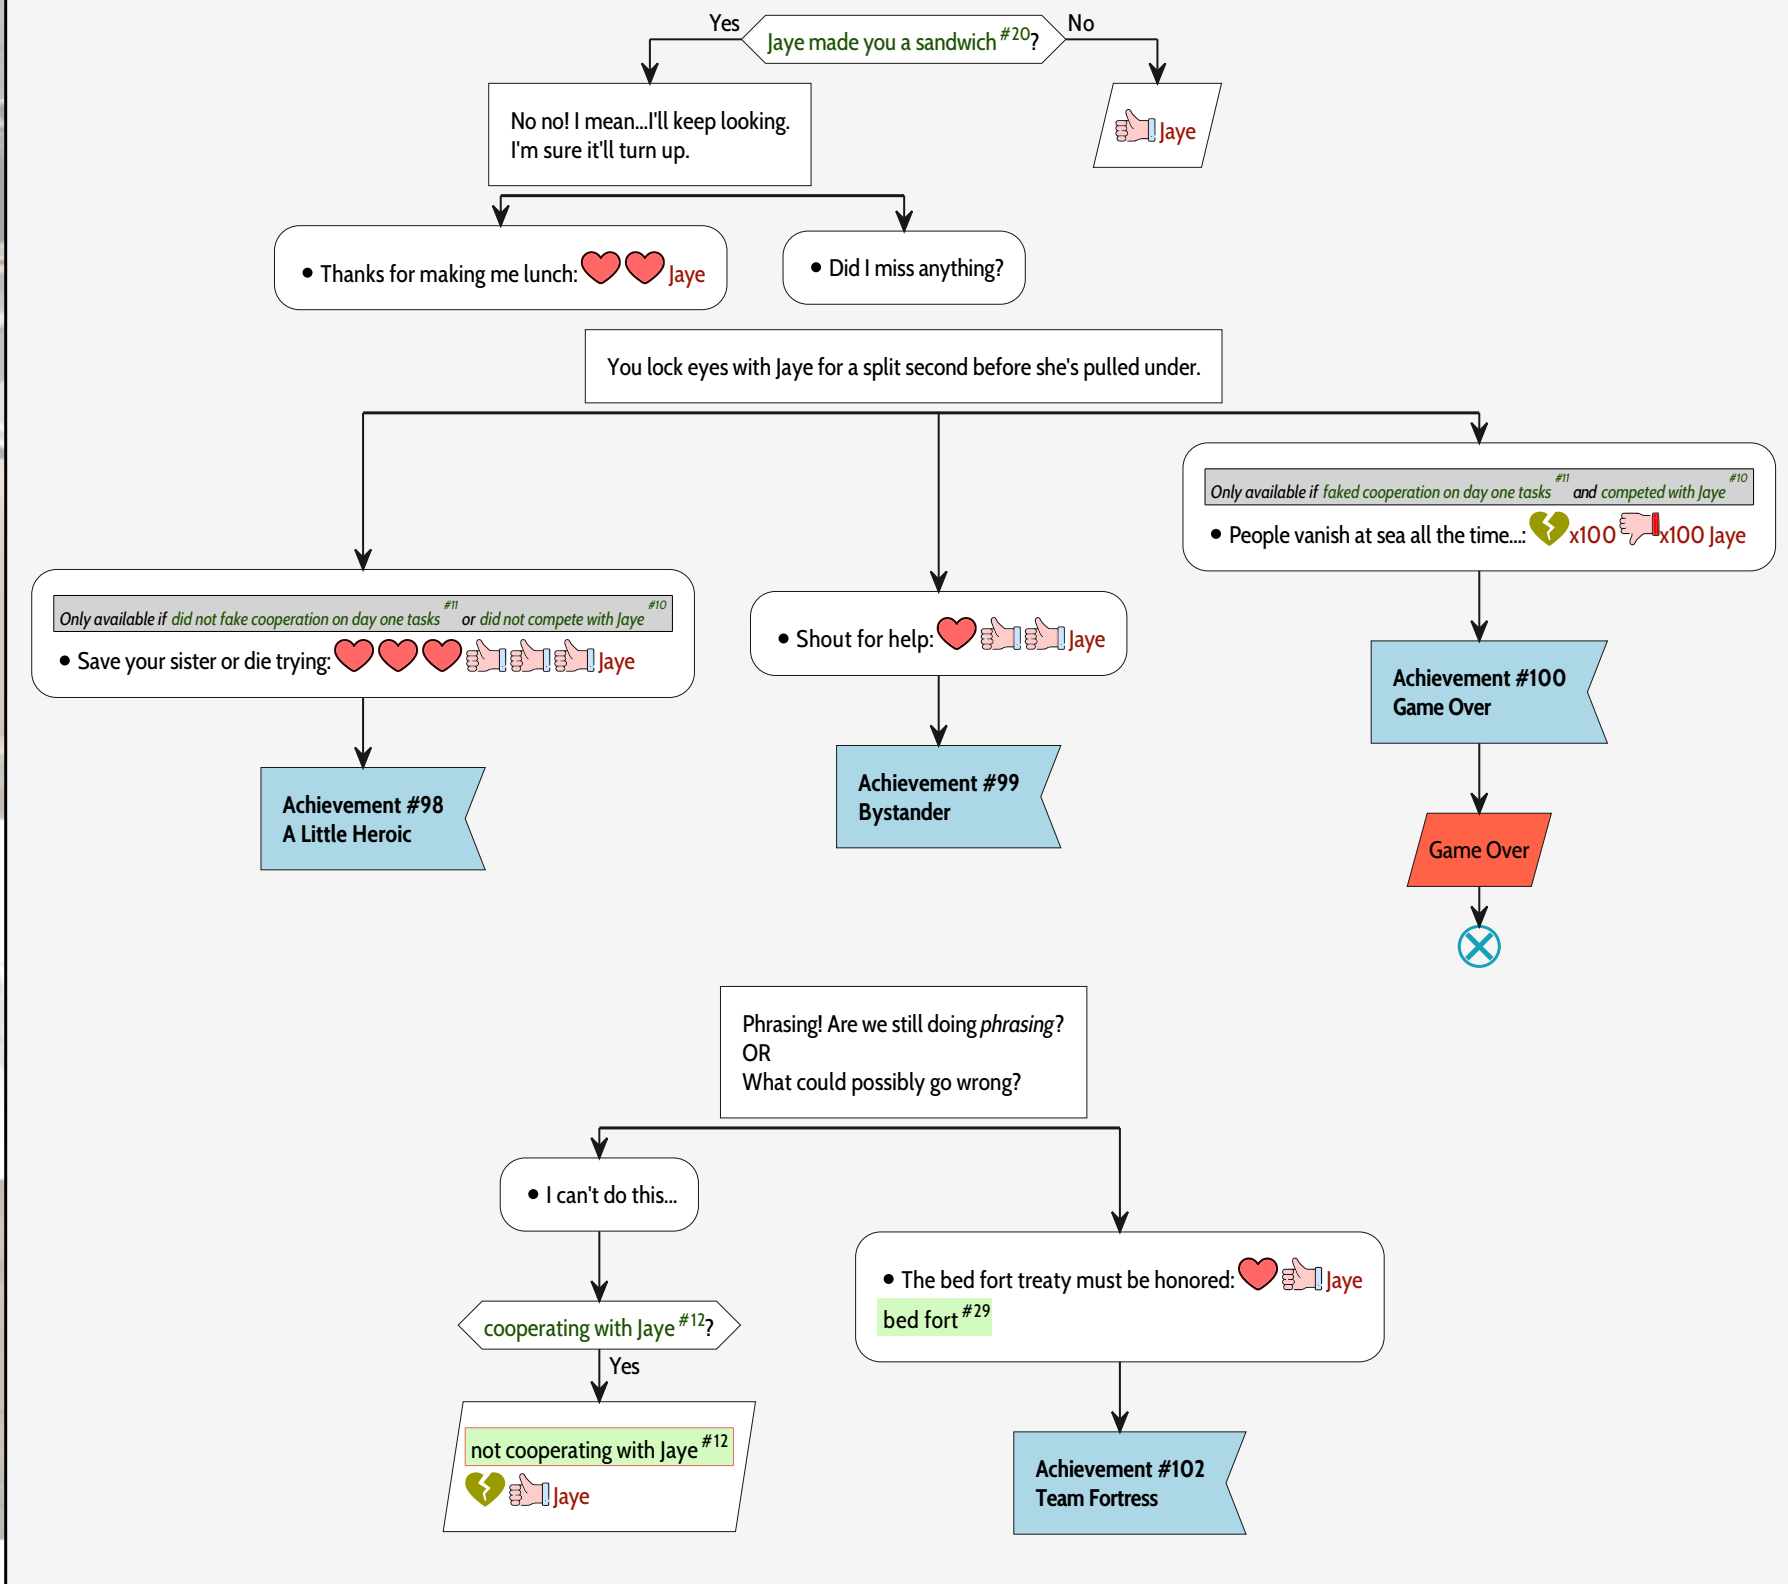 Yes
Jaye made you a sandwich #20?
No
No no! I mean...I'll keep looking.
I'm sure it'll turn up.
Jaye
• Thanks for making me lunch: Jaye
• Did I miss anything?
You lock eyes with Jaye for a split second before she's pulled under.
Only available if faked cooperation on day one tasks #11 and competed with Jaye #10
• People vanish at sea all the time...: x100 x100 Jaye
Only available if did not fake cooperation on day one tasks #11 or did not compete with Jaye #10
• Save your sister or die trying: Jaye
• Shout for help: Jaye
Achievement #100
Game Over
Achievement #99
Bystander
Achievement #98
A Little Heroic
Game Over
Phrasing! Are we still doing phrasing?
OR
What could possibly go wrong?
• I can't do this...
• The bed fort treaty must be honored: Jaye
bed fort #29
cooperating with Jaye #12?
Yes
not cooperating with Jaye #12
Jaye
Achievement #102
Team Fortress